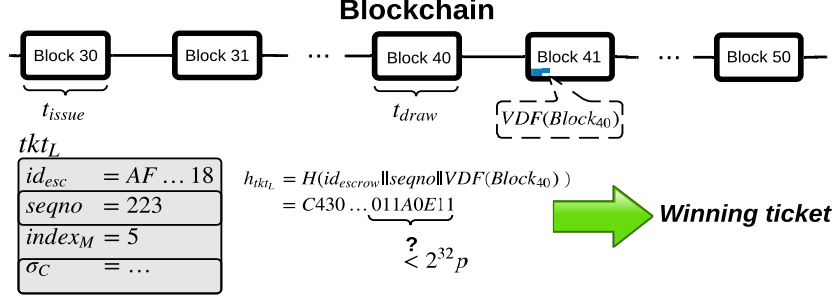 Blockchain
Block 30 Block 31 ... Block 40 Block 41 ... Block 50
t_issue t_draw VDF(Block_40)
tkt_L
id_esc = AF … 18
seqno = 223
index_M = 5
σ_C = …
h_tkt_L = H(id_escrow||seqno||VDF(Block_40) )
= C430 … 011A0E11
?
< 2^32 p
Winning ticket